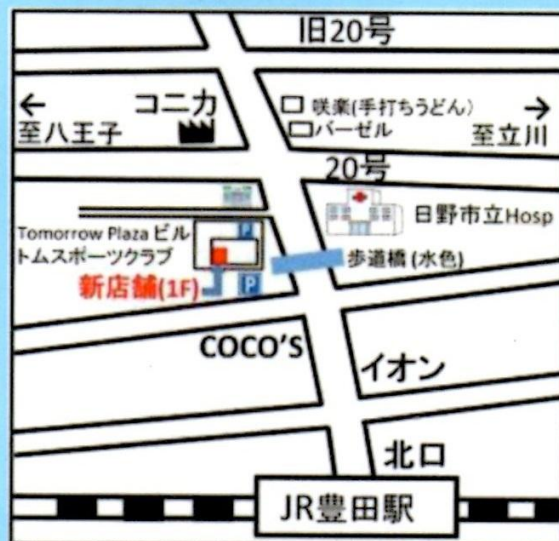 旧20号
←
コニカ
至八王子
咲楽(手打ちうどん)
バーゼル
→
至立川
20号
日野市立Hosp
Tomorrow Plaza ビル
トムスポーツクラブ
P
新店舗(1F)
P
歩道橋 (水色)
COCO'S
イオン
北口
JR豊田駅